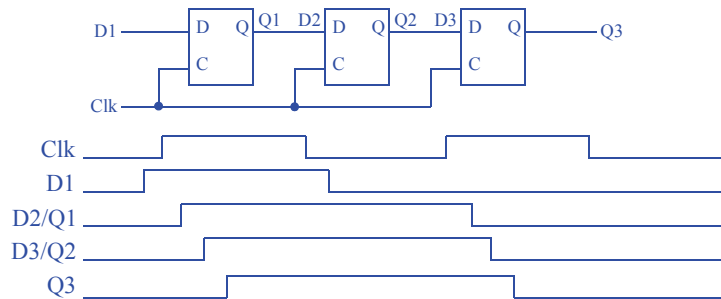 D1 D Q Q1 D2 D Q Q2 D3 D Q Q3
C C C
Clk
Clk
D1
D2/Q1
D3/Q2
Q3